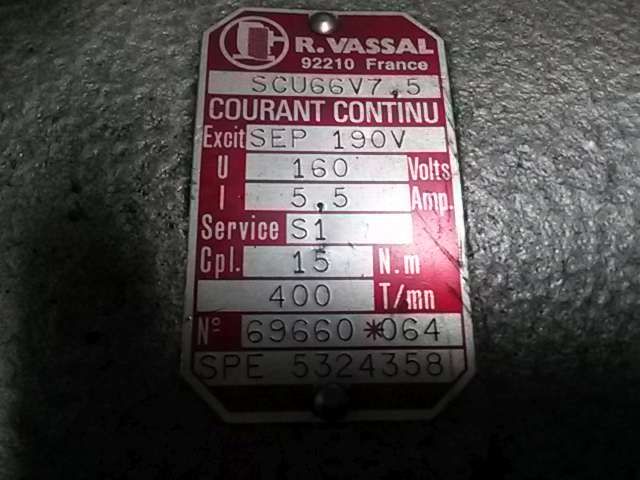 R. VASSAL
92210 France
SCU66V7,5
COURANT CONTINU
Excit SEP 190V
U 160 Volts
I 5,5 Amp.
Service S1
Cpl. 15 N.m
400 T/mn
Nº 69660*064
SPE 5324358